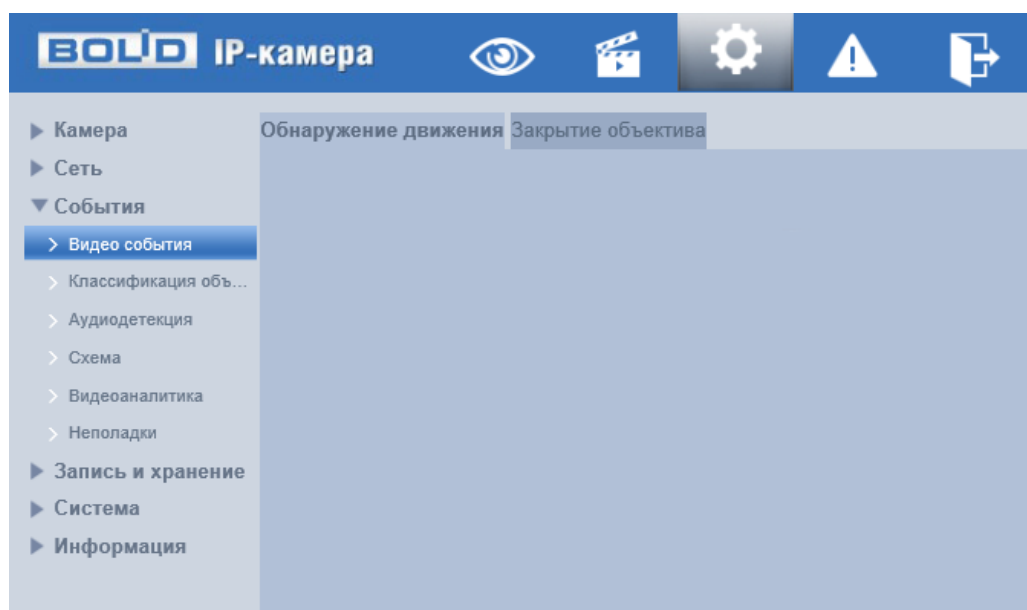 BOLID IP-камера
Камера
Обнаружение движения Закрытие объектива
Сеть
События
Видео события
Классификация объ...
Аудиодетекция
Схема
Видеоаналитика
Неполадки
Запись и хранение
Система
Информация